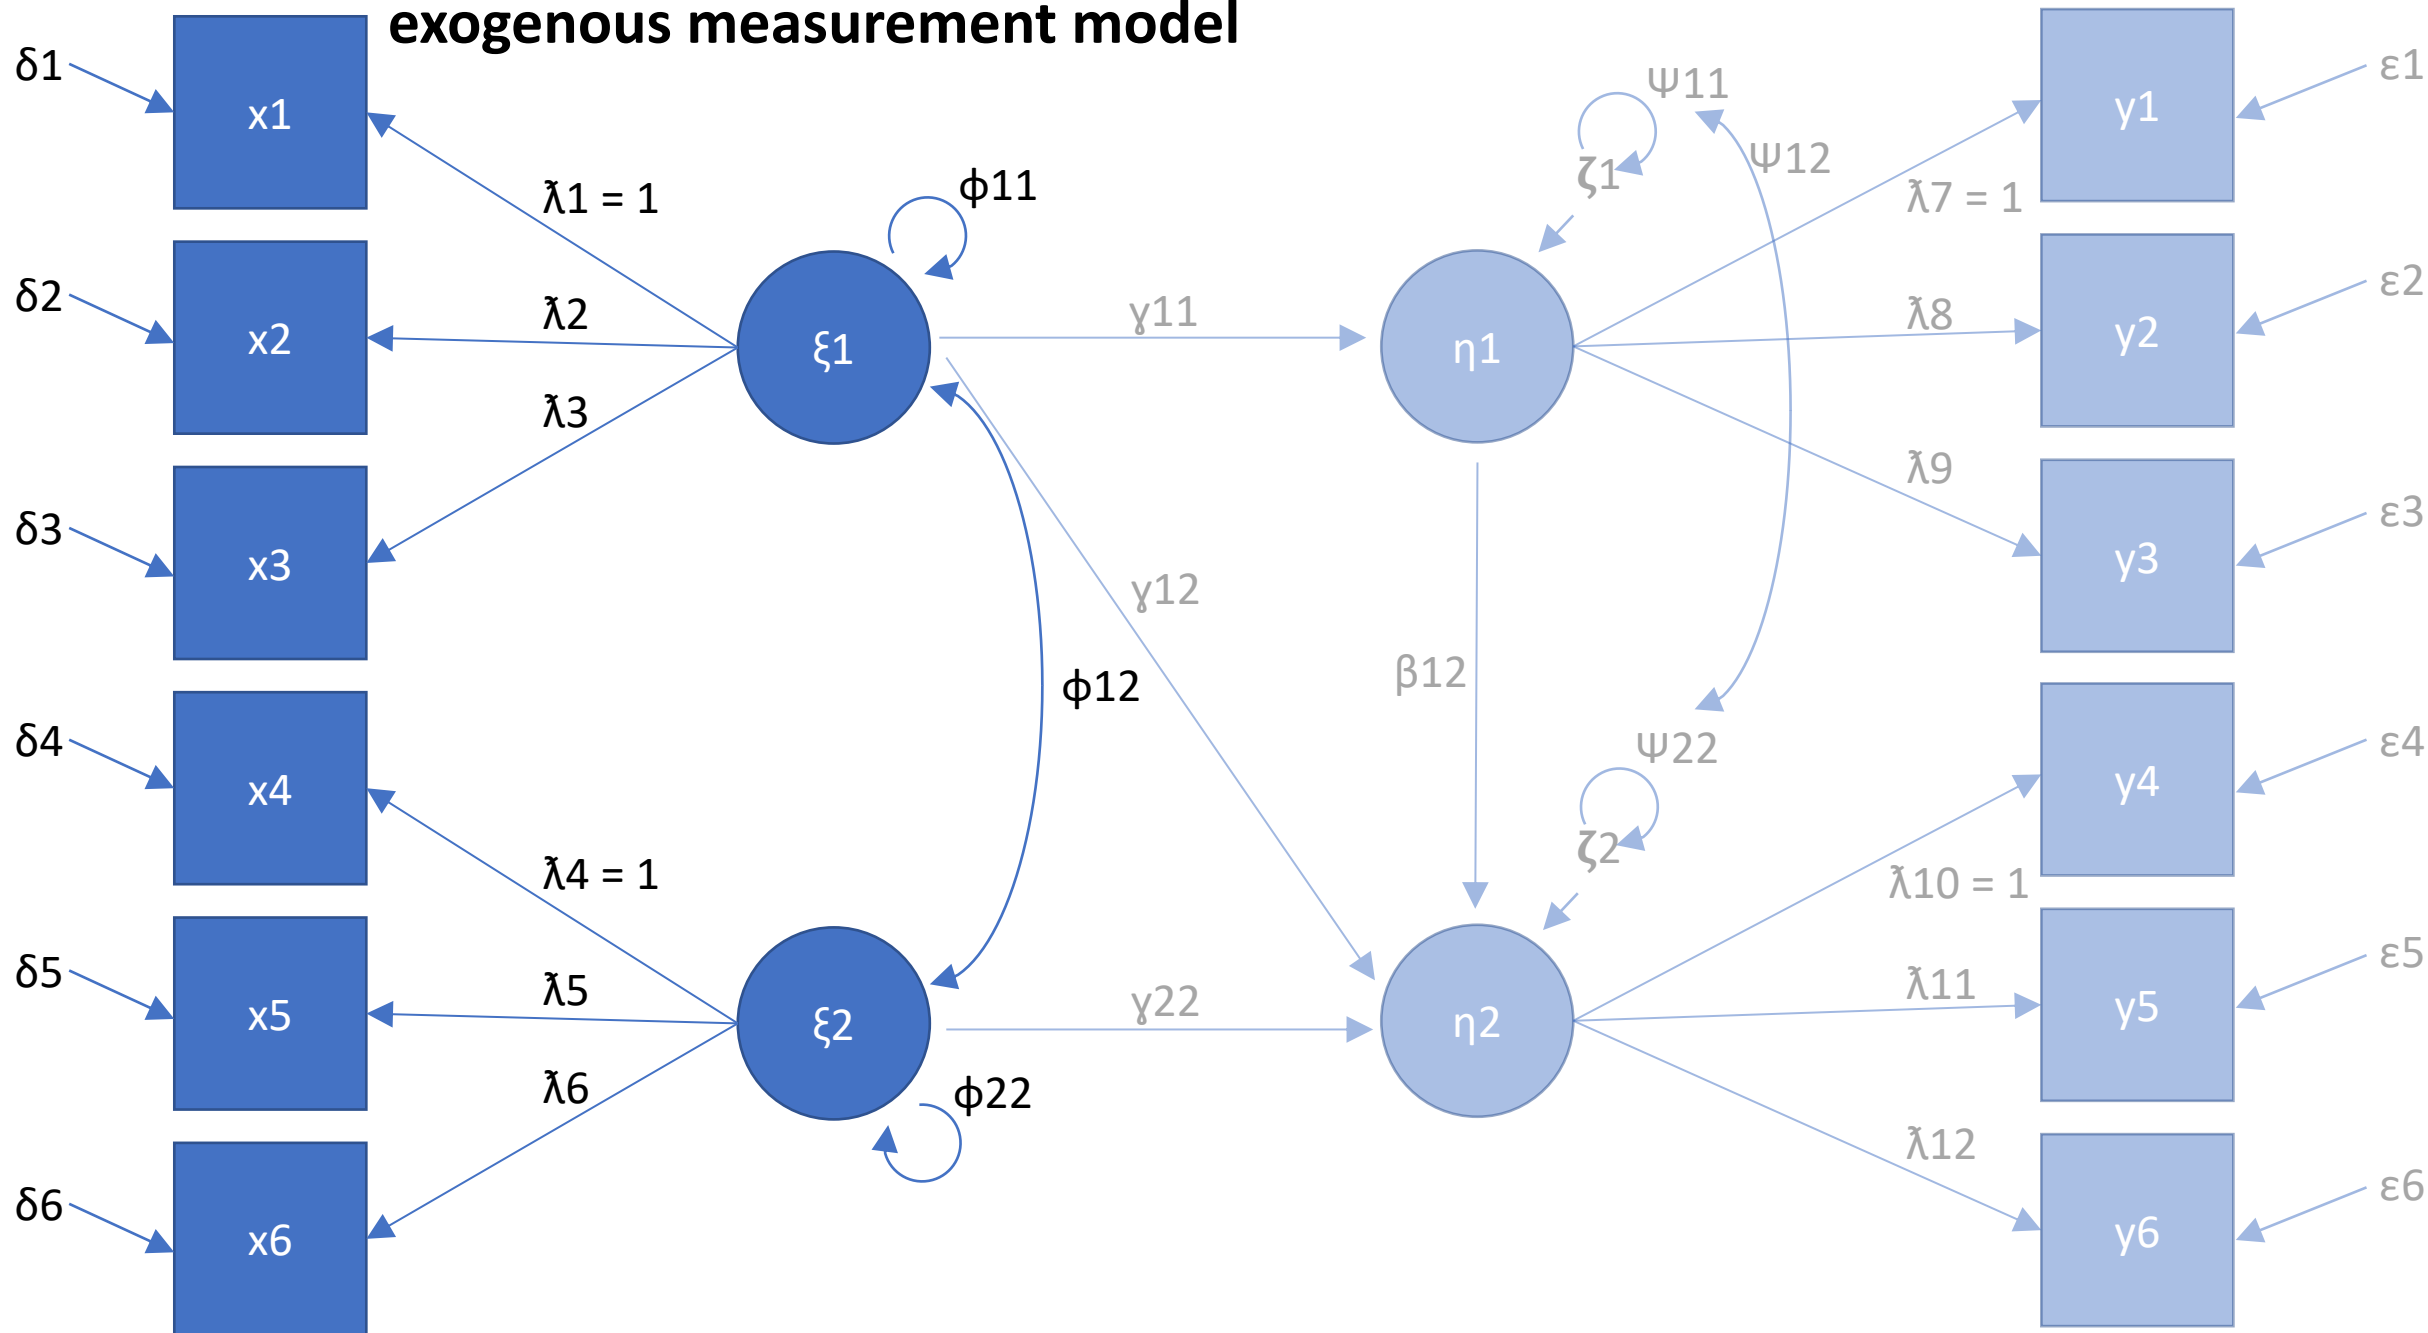 exogenous measurement model
δ1
x1
ƛ1 = 1
δ2
x2
ƛ2
δ3
x3
ƛ3
δ4
x4
ƛ4 = 1
δ5
x5
ƛ5
δ6
x6
ƛ6
ξ1
ϕ11
ϕ12
ξ2
ϕ22
γ11
γ12
γ22
η1
ζ1
Ψ11
Ψ12
β12
η2
ζ2
Ψ22
ƛ7 = 1
ƛ8
ƛ9
ƛ10 = 1
ƛ11
ƛ12
y1
ε1
y2
ε2
y3
ε3
y4
ε4
y5
ε5
y6
ε6